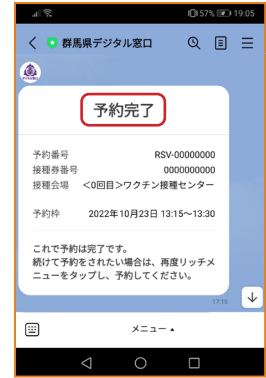 57% 19:05
群馬県デジタル窓口
予約完了
予約番号 RSV-00000000
接種券番号 0000000000
接種会場 <0回目>ワクチン接種センター
予約枠 2022年10月23日 13:15～13:30
これで予約は完了です。
続けて予約をされたい場合は、再度リッチメ
ニューをタップし、予約してください。
17:15
メニュー ▴